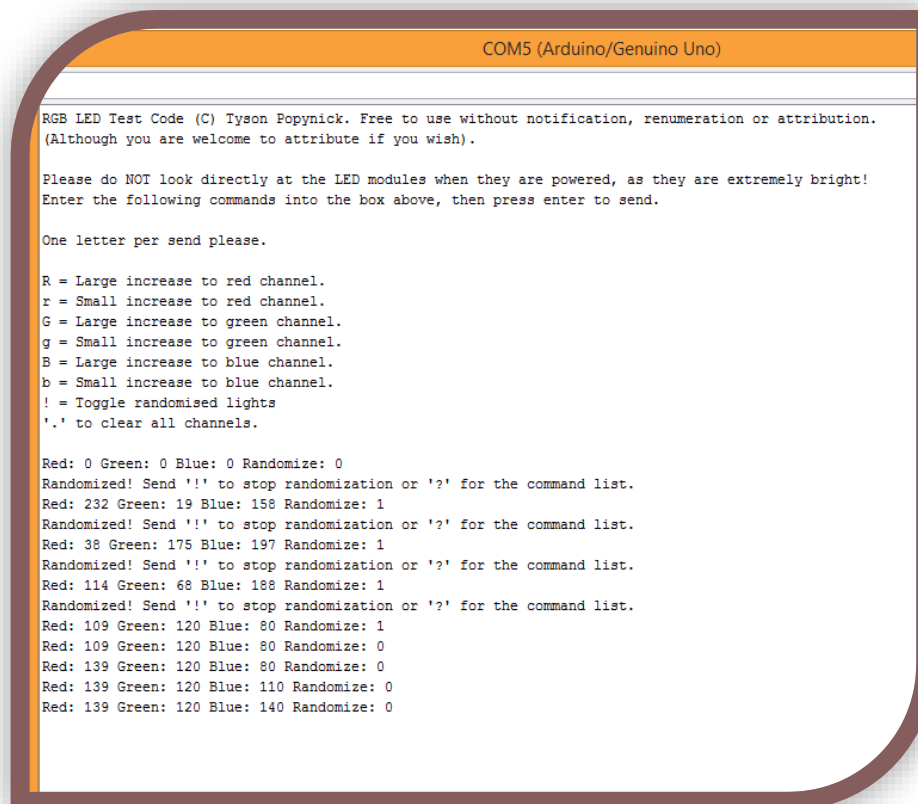 COM5 (Arduino/Genuino Uno)
RGB LED Test Code (C) Tyson Popynick. Free to use without notification, renumeration or attribution.
(Although you are welcome to attribute if you wish).
Please do NOT look directly at the LED modules when they are powered, as they are extremely bright!
Enter the following commands into the box above, then press enter to send.
One letter per send please.
R = Large increase to red channel.
r = Small increase to red channel.
G = Large increase to green channel.
g = Small increase to green channel.
B = Large increase to blue channel.
b = Small increase to blue channel.
! = Toggle randomised lights
'.' to clear all channels.
Red: 0 Green: 0 Blue: 0 Randomize: 0
Randomized! Send '!' to stop randomization or '?' for the command list.
Red: 232 Green: 19 Blue: 158 Randomize: 1
Randomized! Send '!' to stop randomization or '?' for the command list.
Red: 38 Green: 175 Blue: 197 Randomize: 1
Randomized! Send '!' to stop randomization or '?' for the command list.
Red: 114 Green: 68 Blue: 188 Randomize: 1
Randomized! Send '!' to stop randomization or '?' for the command list.
Red: 109 Green: 120 Blue: 80 Randomize: 1
Red: 109 Green: 120 Blue: 80 Randomize: 0
Red: 139 Green: 120 Blue: 80 Randomize: 0
Red: 139 Green: 120 Blue: 110 Randomize: 0
Red: 139 Green: 120 Blue: 140 Randomize: 0